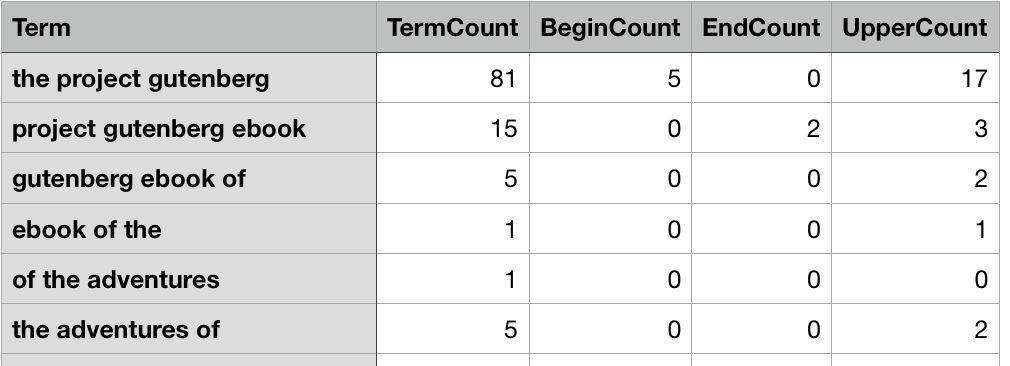 Term TermCount BeginCount EndCount UpperCount
the project gutenberg 81 5 0 17
project gutenberg ebook 15 0 2 3
gutenberg ebook of 5 0 0 2
ebook of the 1 0 0 1
of the adventures 1 0 0 0
the adventures of 5 0 0 2